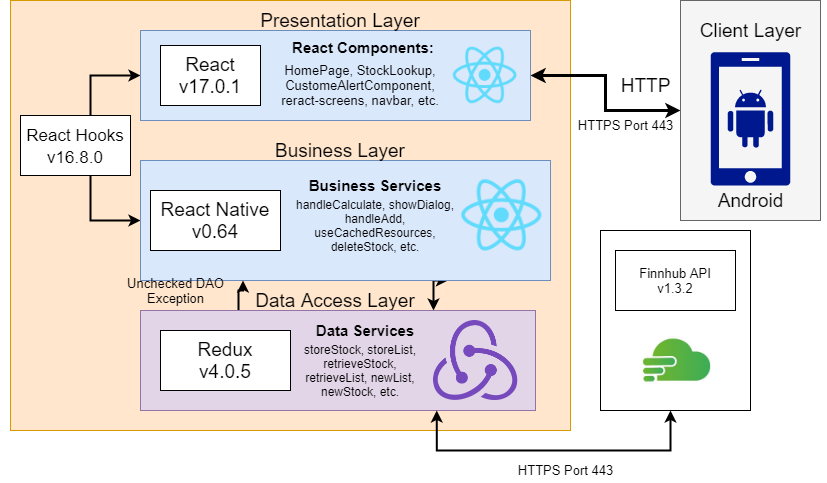 Presentation Layer
React
v17.0.1
React Components:
HomePage, StockLookup,
CustomeAlertComponent,
reract-screens, navbar, etc.
React Hooks
v16.8.0
Business Layer
React Native
v0.64
Business Services
handleCalculate, showDialog,
handleAdd,
useCachedResources,
deleteStock, etc.
Unchecked DAO
Exception
Data Access Layer
Redux
v4.0.5
Data Services
storeStock, storeList,
retrieveStock,
retrieveList, newList,
newStock, etc.
HTTP
HTTPS Port 443
Client Layer
Android
Finnhub API
v1.3.2
HTTPS Port 443